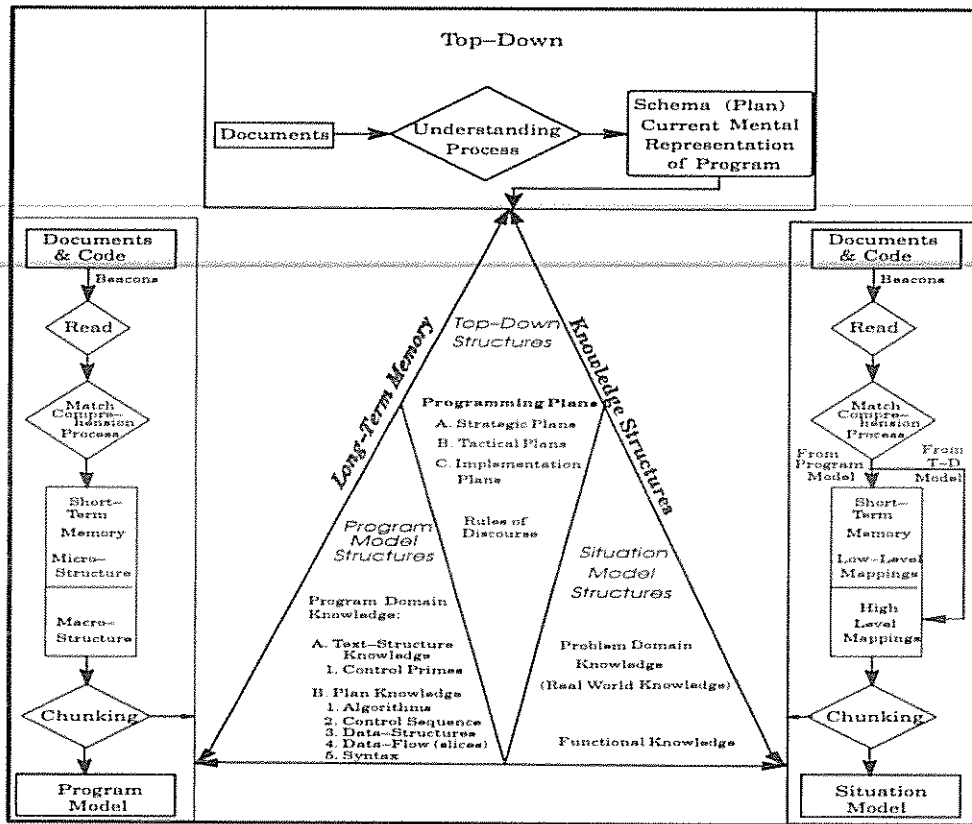 Top-Down
Documents
Understanding
Process
Schema (Plan)
Current Mental
Representation
of Program
Documents
& Code
Beacons
Read
Match
Compre-
hension
Process
Short-
Term
Memory
Micro-
Structure
Macro-
Structure
Chunking
Program
Model
Long-Term Memory
Knowledge Structures
Top-Down
Structures
Programming Plans
A. Strategic Plans
B. Tactical Plans
C. Implementation
Plans
Rules of
Discourse
Program
Model
Structures
Program Domain
Knowledge:
A. Text-Structure
Knowledge
1. Control Primes
B. Plan Knowledge
1. Algorithms
2. Control Sequence
3. Data-Structures
4. Data-Flow (slices)
5. Syntax
Situation
Model
Structures
Problem Domain
Knowledge
(Real World Knowledge)
Functional Knowledge
Documents
& Code
Beacons
Read
Match
Compre-
hension
Process
From
Program
Model
From
T-D
Model
Short-
Term
Memory
Low-Level
Mappings
High
Level
Mappings
Chunking
Situation
Model